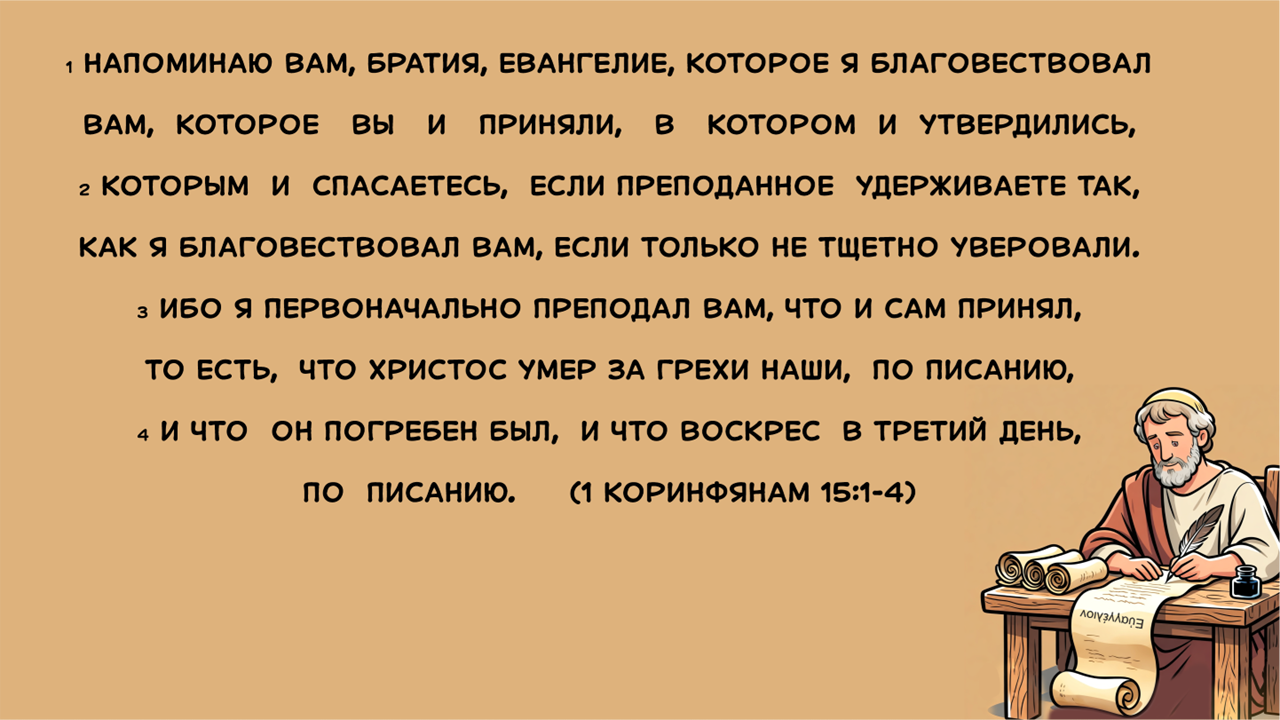 1 НАПОМИНАЮ ВАМ, БРАТИЯ, ЕВАНГЕЛИЕ, КОТОРОЕ Я БЛАГОВЕСТВОВАЛ
ВАМ, КОТОРОЕ ВЫ И ПРИНЯЛИ, В КОТОРОМ И УТВЕРДИЛИСЬ,
2 КОТОРЫМ И СПАСАЕТЕСЬ, ЕСЛИ ПРЕПОДАННОЕ УДЕРЖИВАЕТЕ ТАК,
КАК Я БЛАГОВЕСТВОВАЛ ВАМ, ЕСЛИ ТОЛЬКО НЕ ТЩЕТНО УВЕРОВАЛИ.
3 ИБО Я ПЕРВОНАЧАЛЬНО ПРЕПОДАЛ ВАМ, ЧТО И САМ ПРИНЯЛ,
ТО ЕСТЬ, ЧТО ХРИСТОС УМЕР ЗА ГРЕХИ НАШИ, ПО ПИСАНИЮ,
4 И ЧТО ОН ПОГРЕБЕН БЫЛ, И ЧТО ВОСКРЕС В ТРЕТИЙ ДЕНЬ,
ПО ПИСАНИЮ. (1 КОРИНФЯНАМ 15:1-4)
Εὐαγγέλιον